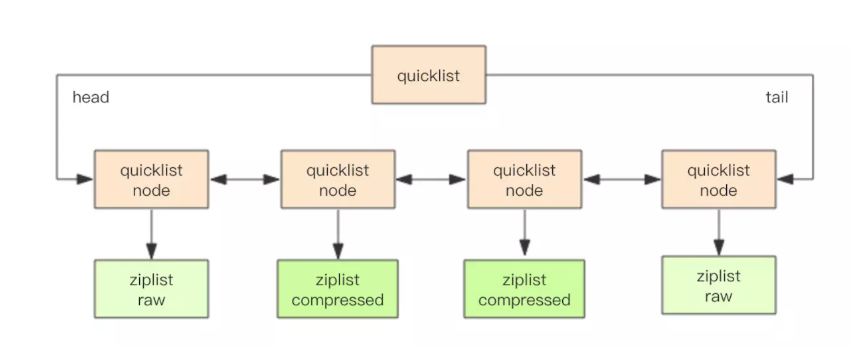 quicklist
head
tail
quicklist
node
quicklist
node
quicklist
node
quicklist
node
ziplist
raw
ziplist
compressed
ziplist
compressed
ziplist
raw